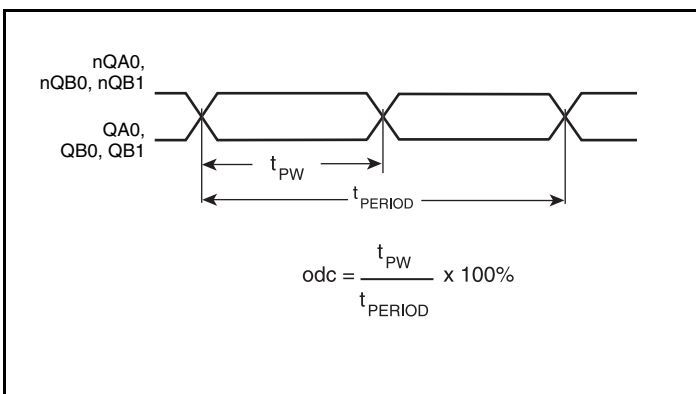 nQA0,
nQB0, nQB1
QA0,
QB0, QB1
tPW
tPERIOD
odc = tPW / tPERIOD x 100%